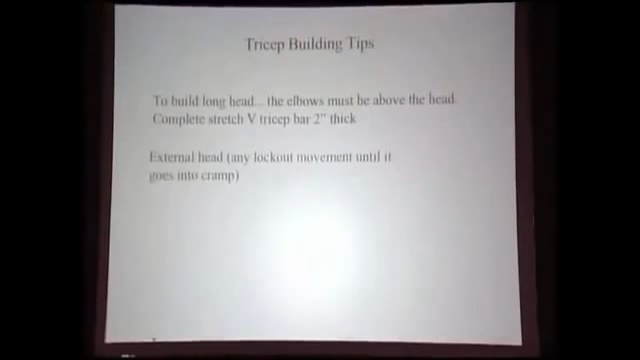 Tricep Building Tips
To build long head... the elbows must be above the head.
Complete stretch V tricep bar 2" thick
External head (any lockout movement until it
goes into cramp)